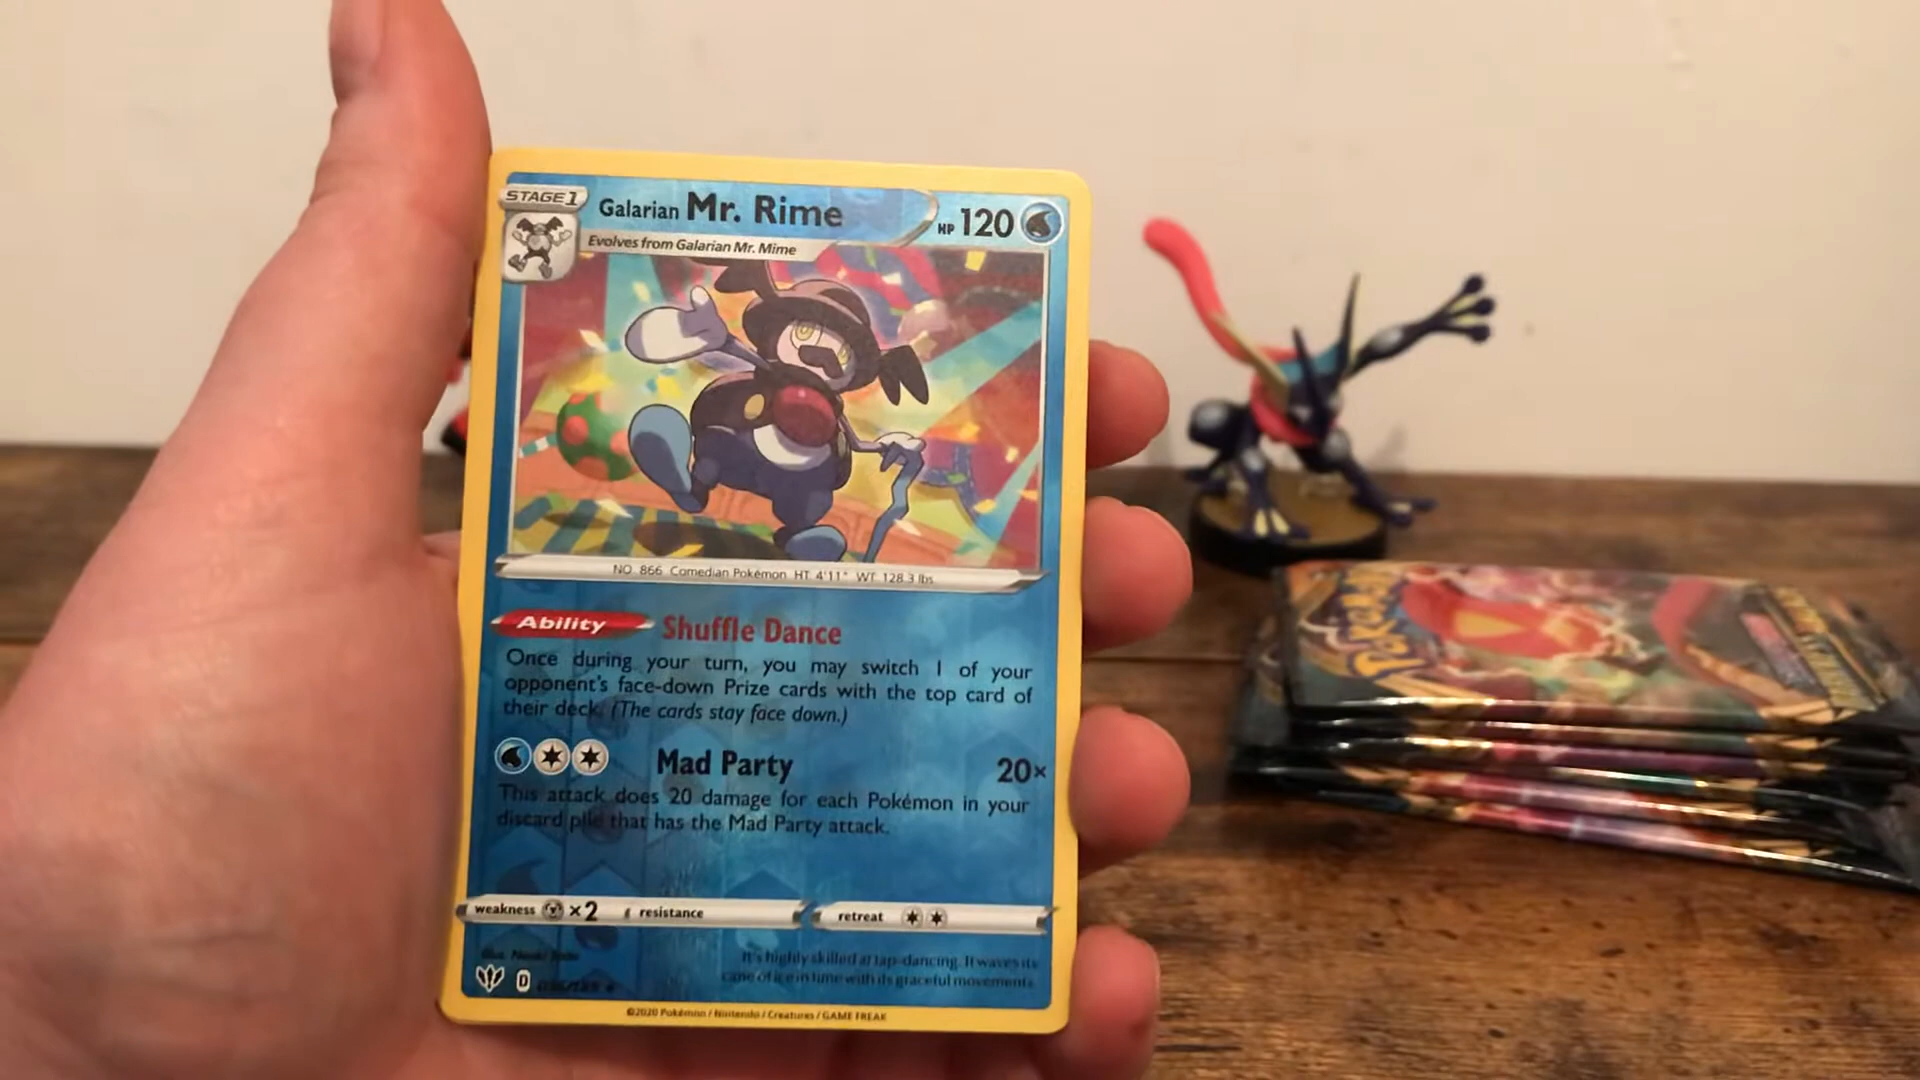 STAGE 1
Galarian Mr. Rime
HP 120
Evolves from Galarian Mr. Mime
NO. 866 Comedian Pokémon HT 4'11" WT 128.3 lbs
Ability Shuffle Dance
Once during your turn, you may switch 1 of your
opponent's face-down Prize cards with the top card of
their deck. (The cards stay face down.)
Mad Party 20×
This attack does 20 damage for each Pokémon in your
discard pile that has the Mad Party attack.
weakness ×2 resistance retreat
It's highly skilled at tap-dancing. It waves its
cane of ice in time with its graceful movements.
D
©2020 Pokémon / Nintendo / Creatures / GAME FREAK
Pokémon